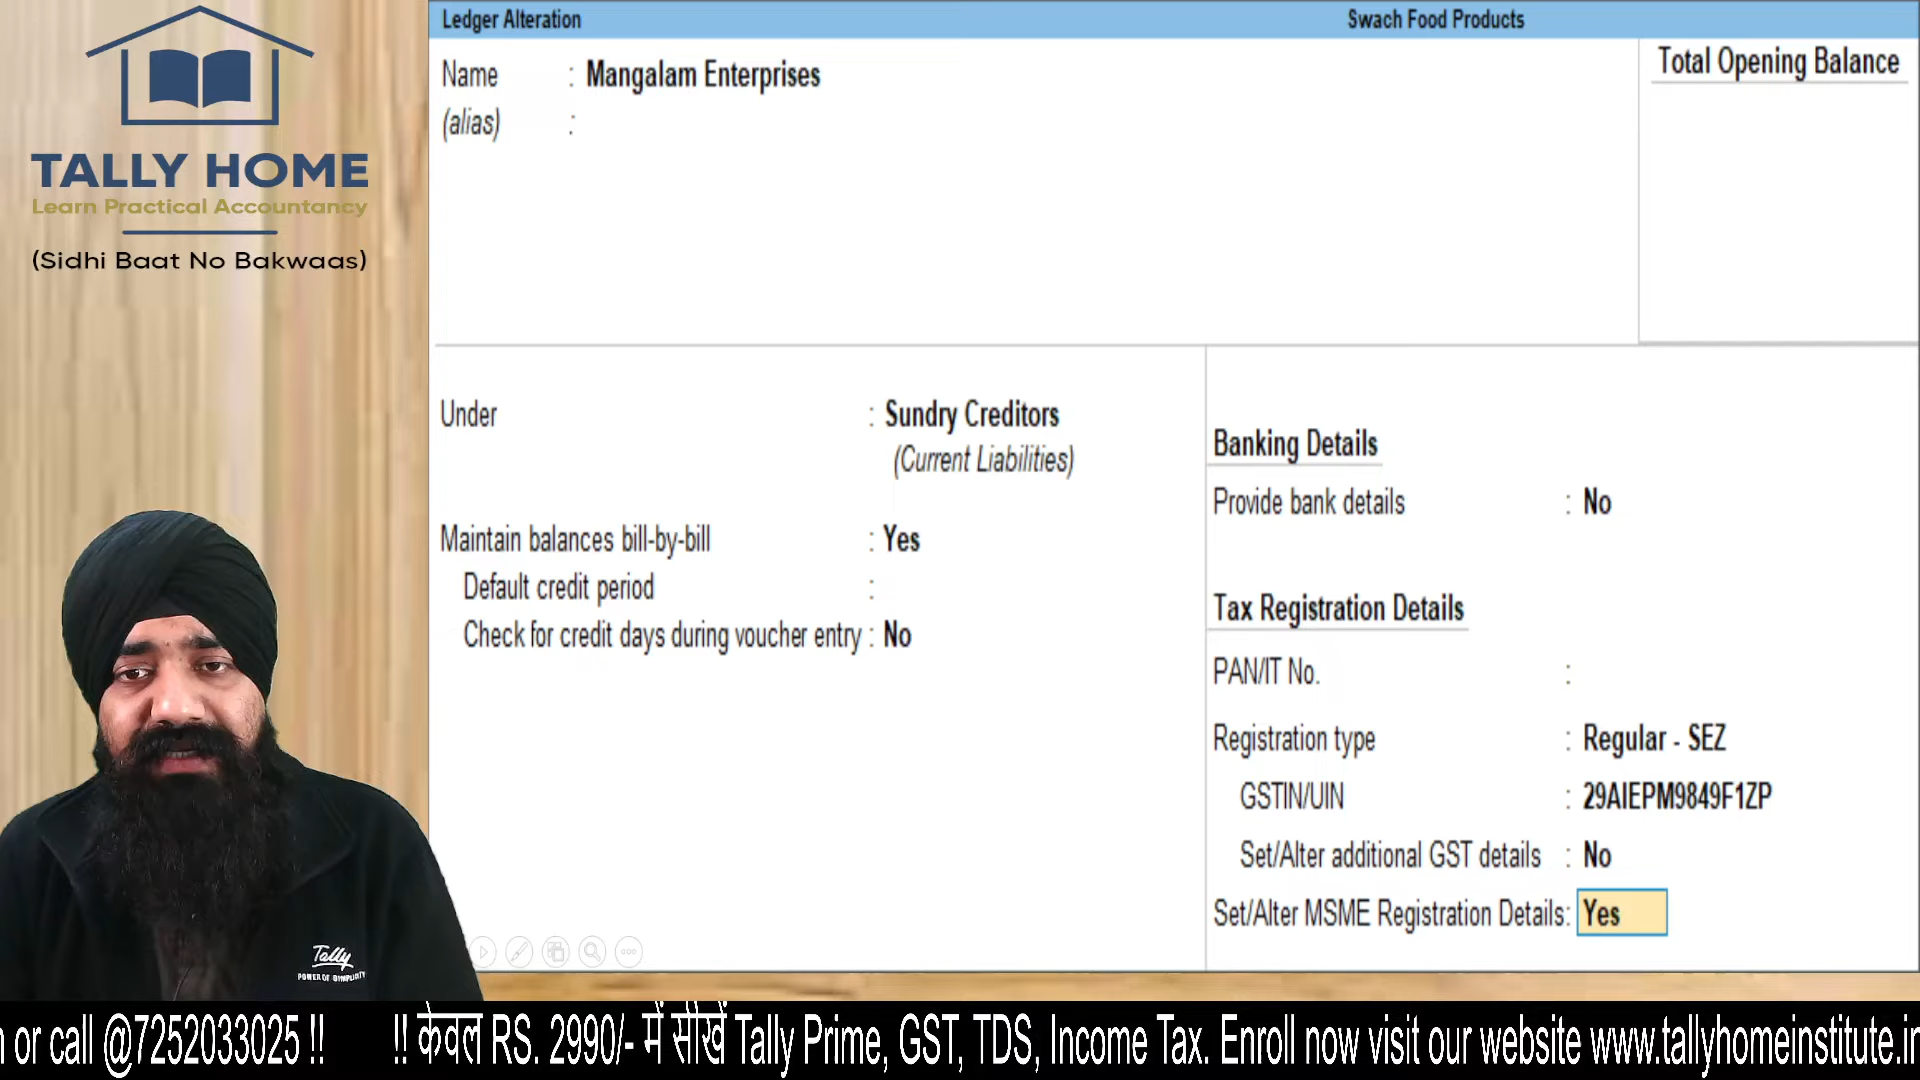 TALLY HOME
Learn Practical Accountancy
(Sidhi Baat No Bakwaas)
Ledger Alteration
Swach Food Products
Name : Mangalam Enterprises
(alias) :
Total Opening Balance
Under : Sundry Creditors
(Current Liabilities)
Maintain balances bill-by-bill : Yes
Default credit period :
Check for credit days during voucher entry : No
Banking Details
Provide bank details : No
Tax Registration Details
PAN/IT No. :
Registration type : Regular - SEZ
GSTIN/UIN : 29AIEPM9849F1ZP
Set/Alter additional GST details : No
Set/Alter MSME Registration Details: Yes
Tally
POWER OF SIMPLICITY
or call @7252033025 !! !! केवल RS. 2990/- में सीखें Tally Prime, GST, TDS, Income Tax. Enroll now visit our website www.tallyhomeinstitute.in